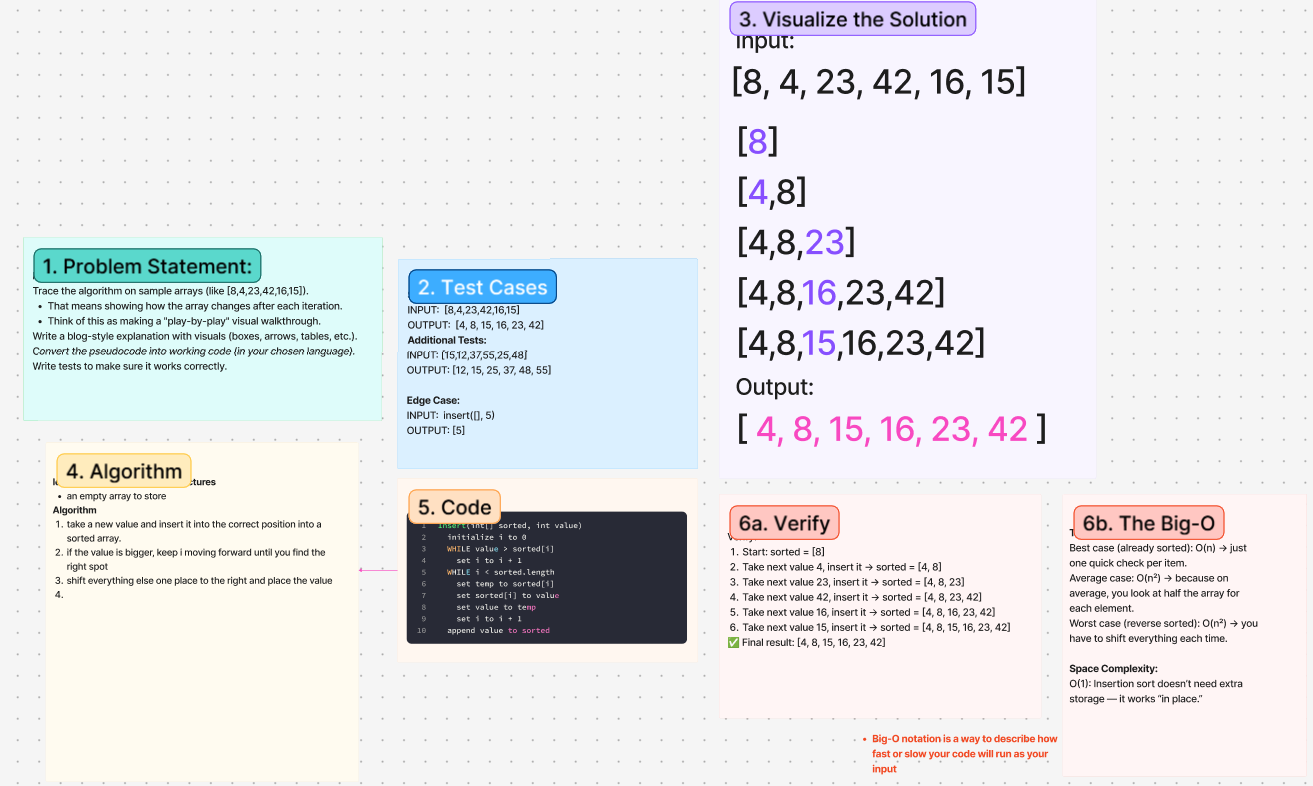 1. Problem Statement:
Trace the algorithm on sample arrays (like [8,4,23,42,16,15]).
• That means showing how the array changes after each iteration.
• Think of this as making a "play-by-play" visual walkthrough.
Write a blog-style explanation with visuals (boxes, arrows, tables, etc.).
Convert the pseudocode into working code (in your chosen language).
Write tests to make sure it works correctly.
2. Test Cases
INPUT: [8,4,23,42,16,15]
OUTPUT: [4, 8, 15, 16, 23, 42]
Additional Tests:
INPUT: [15,12,37,55,25,48]
OUTPUT: [12, 15, 25, 37, 48, 55]
Edge Case:
INPUT: insert([], 5)
OUTPUT: [5]
3. Visualize the Solution
Input:
[8, 4, 23, 42, 16, 15]
[8]
[4,8]
[4,8,23]
[4,8,16,23,42]
[4,8,15,16,23,42]
Output:
[ 4, 8, 15, 16, 23, 42 ]
4. Algorithm
• an empty array to store
Algorithm
1. take a new value and insert it into the correct position into a
sorted array.
2. if the value is bigger, keep i moving forward until you find the
right spot
3. shift everything else one place to the right and place the value
4.
5. Code
1 insert(int[] sorted, int value)
2 initialize i to 0
3 WHILE value > sorted[i]
4 set i to i + 1
5 WHILE i < sorted.length
6 set temp to sorted[i]
7 set sorted[i] to value
8 set value to temp
9 set i to i + 1
10 append value to sorted
6a. Verify
1. Start: sorted = [8]
2. Take next value 4, insert it → sorted = [4, 8]
3. Take next value 23, insert it → sorted = [4, 8, 23]
4. Take next value 42, insert it → sorted = [4, 8, 23, 42]
5. Take next value 16, insert it → sorted = [4, 8, 16, 23, 42]
6. Take next value 15, insert it → sorted = [4, 8, 15, 16, 23, 42]
✅ Final result: [4, 8, 15, 16, 23, 42]
6b. The Big-O
Best case (already sorted): O(n) → just
one quick check per item.
Average case: O(n²) → because on
average, you look at half the array for
each element.
Worst case (reverse sorted): O(n²) → you
have to shift everything each time.
Space Complexity:
O(1): Insertion sort doesn't need extra
storage — it works "in place."
• Big-O notation is a way to describe how
fast or slow your code will run as your
input